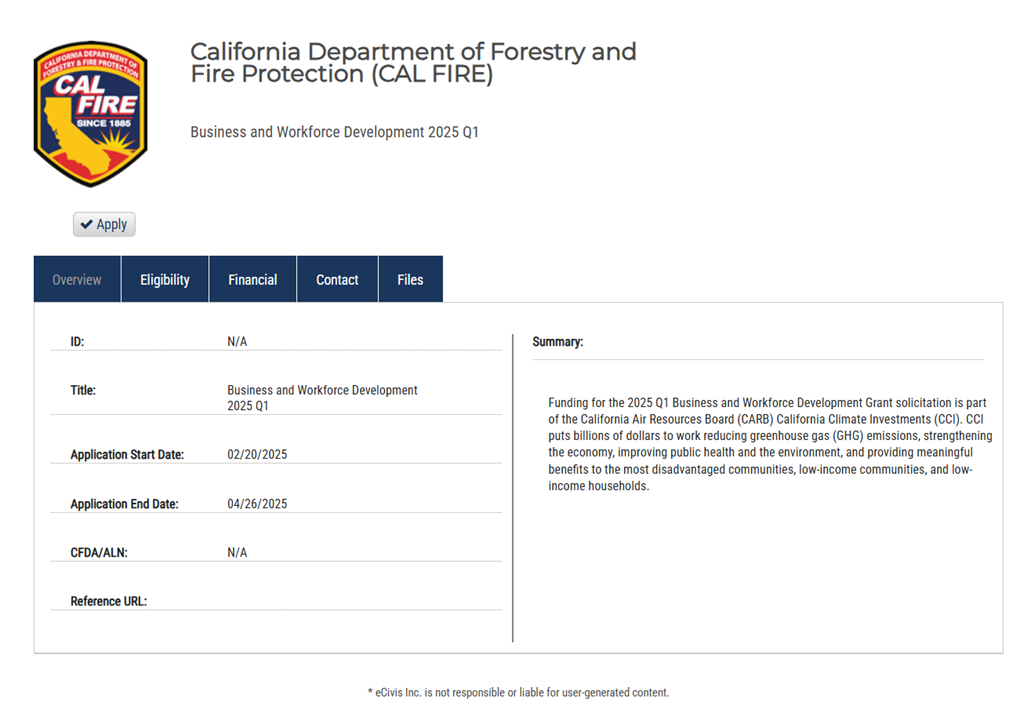 CALIFORNIA DEPARTMENT OF
FORESTRY & FIRE PROTECTION
CAL
FIRE
SINCE 1885
California Department of Forestry and
Fire Protection (CAL FIRE)
Business and Workforce Development 2025 Q1
Apply
Overview Eligibility Financial Contact Files
ID: N/A
Title: Business and Workforce Development
2025 Q1
Application Start Date: 02/20/2025
Application End Date: 04/26/2025
CFDA/ALN: N/A
Reference URL:
Summary:
Funding for the 2025 Q1 Business and Workforce Development Grant solicitation is part
of the California Air Resources Board (CARB) California Climate Investments (CCI). CCI
puts billions of dollars to work reducing greenhouse gas (GHG) emissions, strengthening
the economy, improving public health and the environment, and providing meaningful
benefits to the most disadvantaged communities, low-income communities, and low-
income households.
* eCivis Inc. is not responsible or liable for user-generated content.